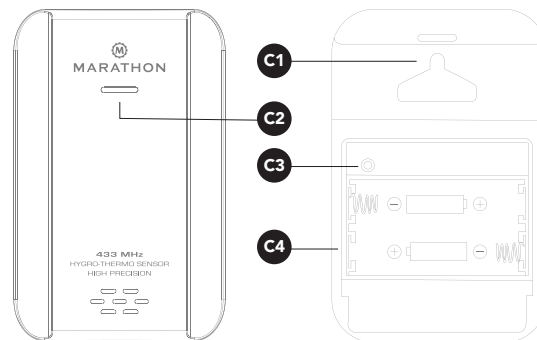 M
MARATHON
433 MHz
HYGRO-THERMO SENSOR
HIGH PRECISION
C1
C2
C3
C4